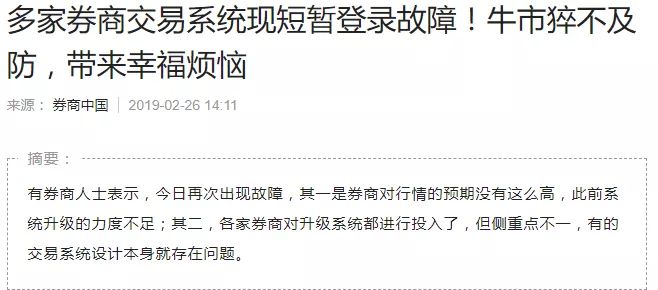 多家券商交易系统现短暂登录故障！牛市猝不及
防，带来幸福烦恼
来源： 券商中国 | 2019-02-26 14:11
摘要：
有券商人士表示，今日再次出现故障，其一是券商对行情的预期没有这么高，此前系
统升级的力度不足；其二，各家券商对升级系统都进行投入了，但侧重点不一，有的
交易系统设计本身就存在问题。